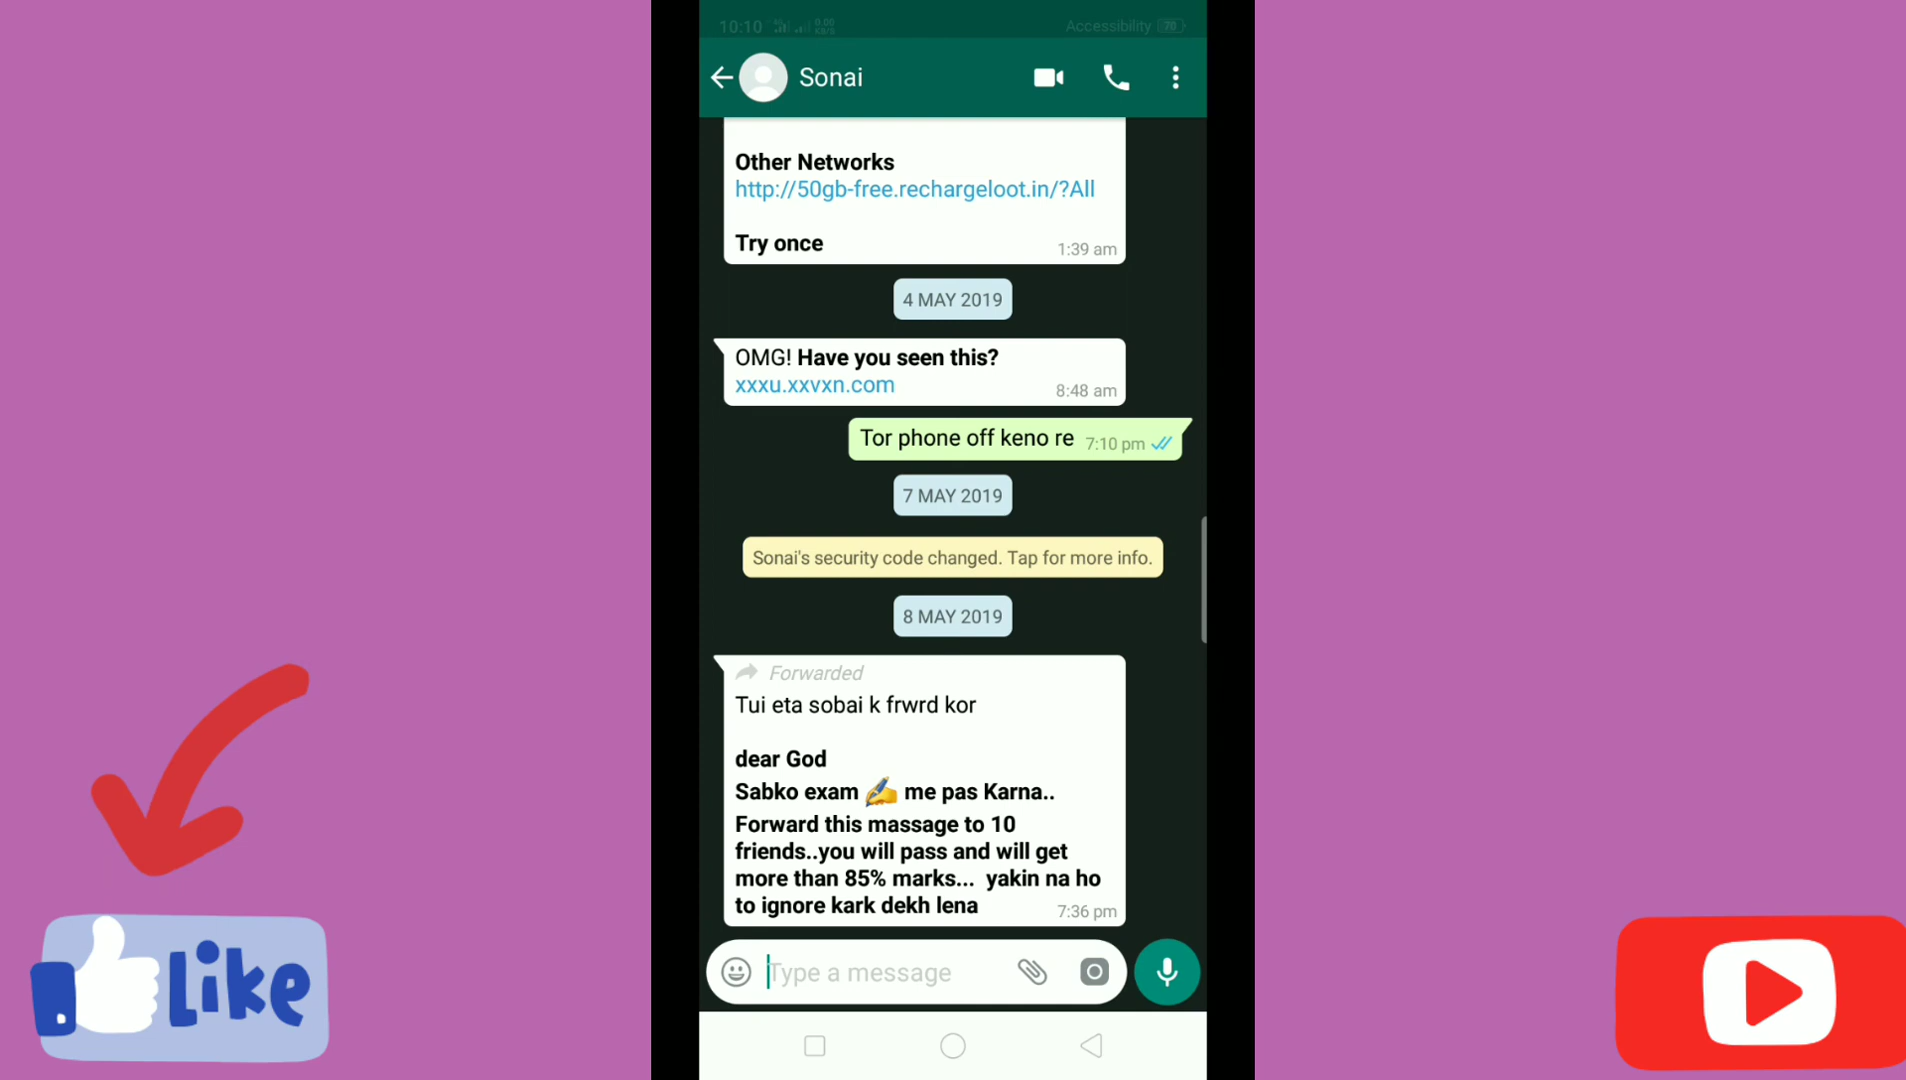 10:10 0.00 KB/S Accessibility 70
Sonai
Other Networks
http://50gb-free.rechargeloot.in/?All
Try once
1:39 am
4 MAY 2019
OMG! Have you seen this?
xxxu.xxvxn.com
8:48 am
Tor phone off keno re 7:10 pm
7 MAY 2019
Sonai's security code changed. Tap for more info.
8 MAY 2019
Forwarded
Tui eta sobai k frwrd kor
dear God
Sabko exam ✍ me pas Karna..
Forward this massage to 10
friends..you will pass and will get
more than 85% marks... yakin na ho
to ignore kark dekh lena
7:36 pm
Type a message
Like